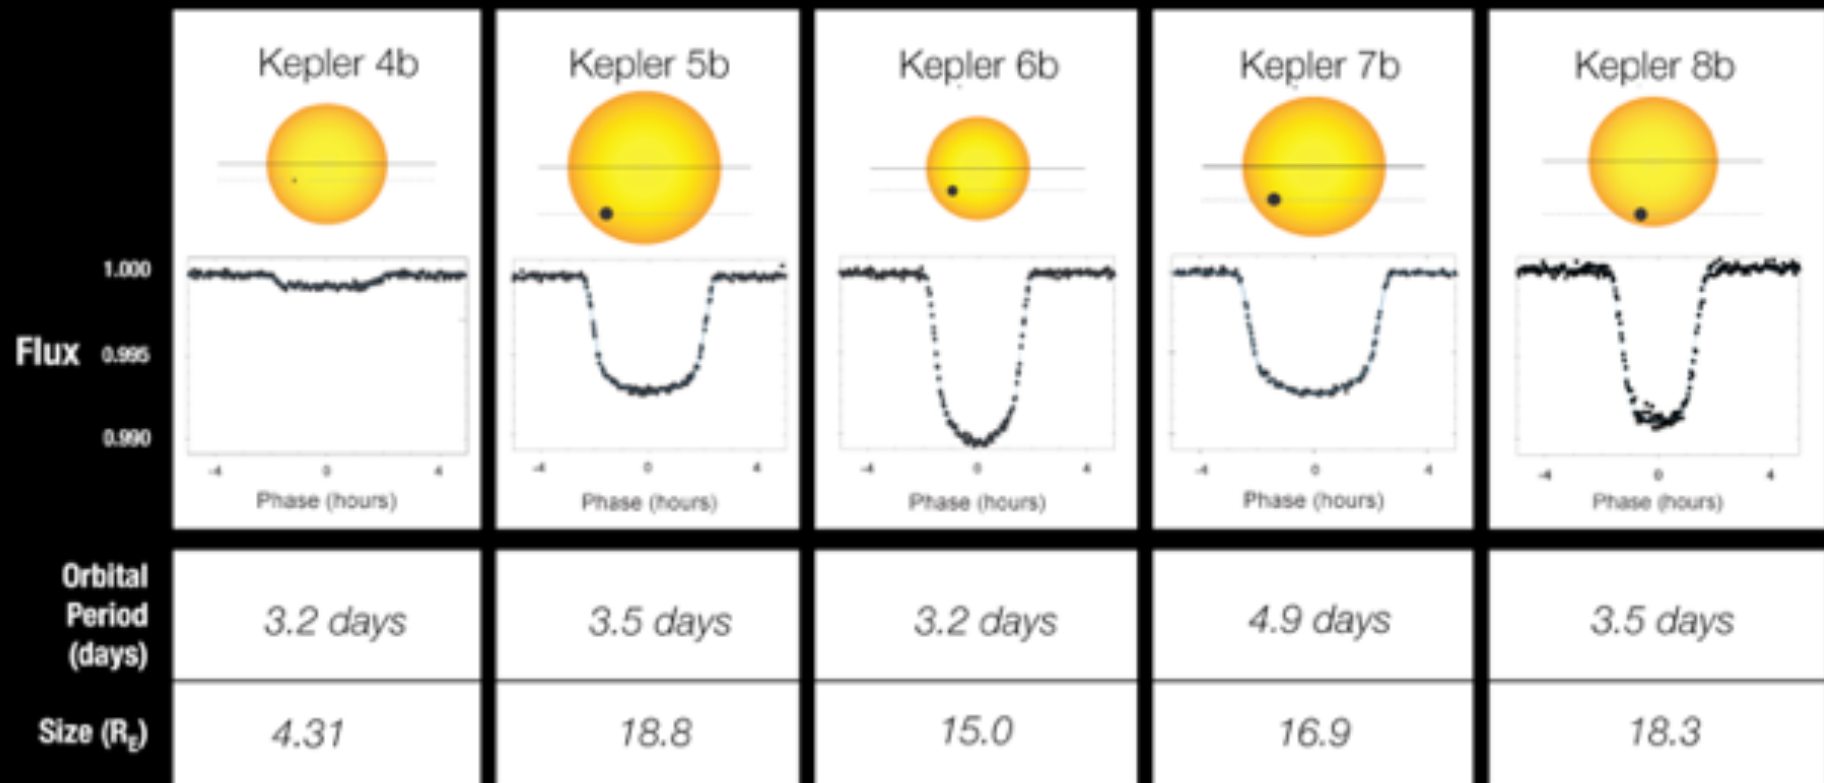 Kepler 4b
Kepler 5b
Kepler 6b
Kepler 7b
Kepler 8b
Flux
1.000
0.995
0.990
-4 0 4
-4 0 4
-4 0 4
-4 0 4
-4 0 4
Phase (hours)
Phase (hours)
Phase (hours)
Phase (hours)
Phase (hours)
Orbital
Period
(days)
3.2 days
3.5 days
3.2 days
4.9 days
3.5 days
Size (R_E)
4.31
18.8
15.0
16.9
18.3